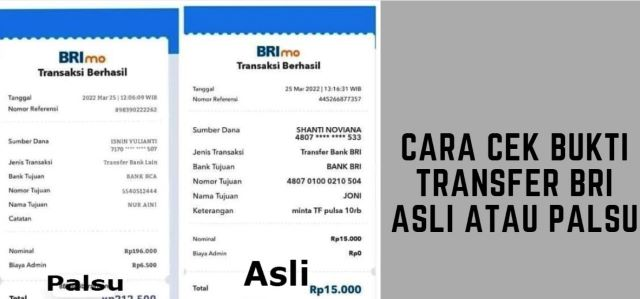 BRImo
Transaksi Berhasil
Tanggal 2022 Mar 25 | 12:06:09 WIB
Nomor Referensi 898390222262
Sumber Dana ISNIN YULIANTI
7170 **** **** 507
Jenis Transaksi Transfer Bank Lain
Bank Tujuan BANK BCA
Nomor Tujuan 5540512444
Nama Tujuan NUR AINI
Catatan
Nominal Rp196.000
Biaya Admin Rp6.500
Palsu
Total
BRImo
Transaksi Berhasil
Tanggal 25 Mar 2022 | 13:16:31 WIB
Nomor Referensi 445266877357
Sumber Dana SHANTI NOVIANA
4807 **** **** 533
Jenis Transaksi Transfer Bank BRI
Bank Tujuan BANK BRI
Nomor Tujuan 4807 0100 0210 504
Nama Tujuan JONI
Keterangan minta TF pulsa 10rb
Nominal Rp15.000
Biaya Admin Rp0
Asli
Total Rp15.000
CARA CEK BUKTI
TRANSFER BRI
ASLI ATAU PALSU